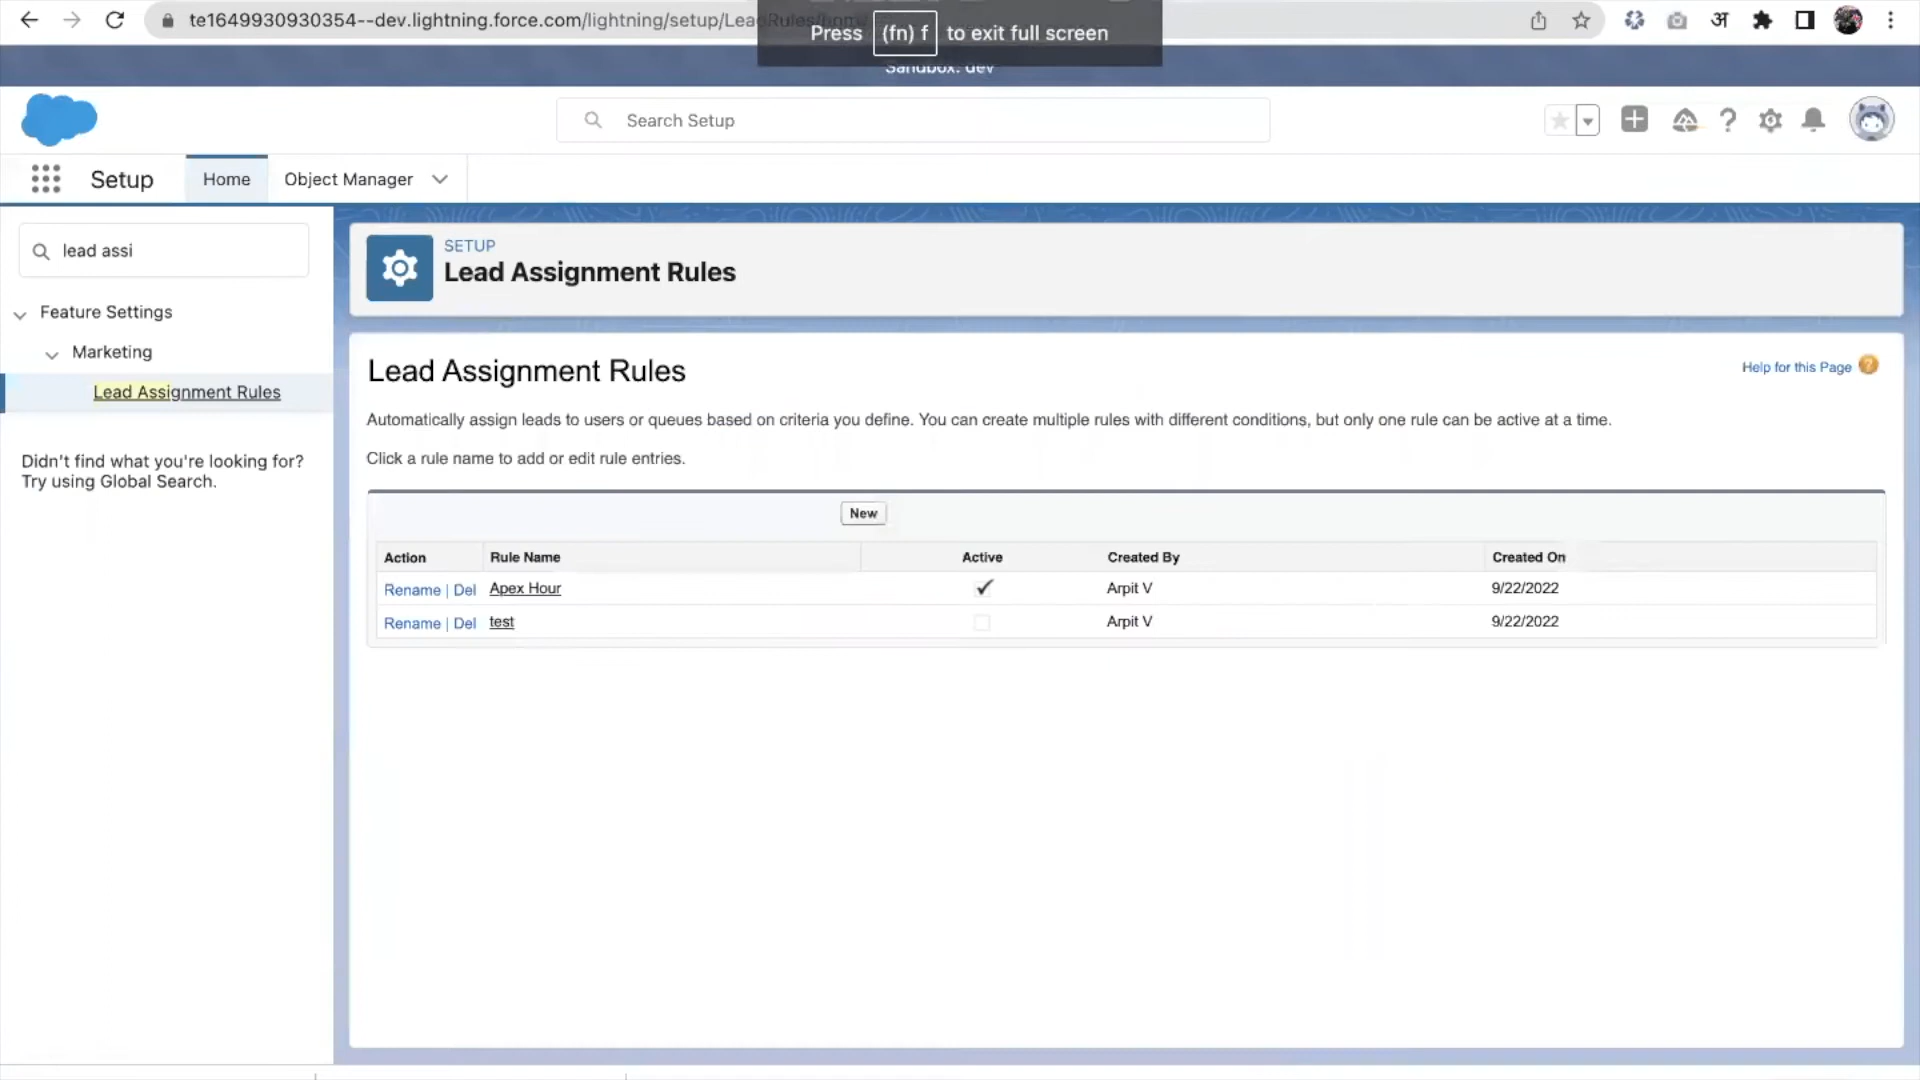 te1649930930354--dev.lightning.force.com/lightning/setup/LeadRules/home
Press (fn) f to exit full screen
Sandbox: dev
Search Setup
Setup
Home
Object Manager
lead assi
Feature Settings
Marketing
Lead Assignment Rules
Didn't find what you're looking for?
Try using Global Search.
SETUP
Lead Assignment Rules
Lead Assignment Rules
Help for this Page
Automatically assign leads to users or queues based on criteria you define. You can create multiple rules with different conditions, but only one rule can be active at a time.
Click a rule name to add or edit rule entries.
New
Action Rule Name Active Created By Created On
Rename | Del Apex Hour Arpit V 9/22/2022
Rename | Del test Arpit V 9/22/2022
अ